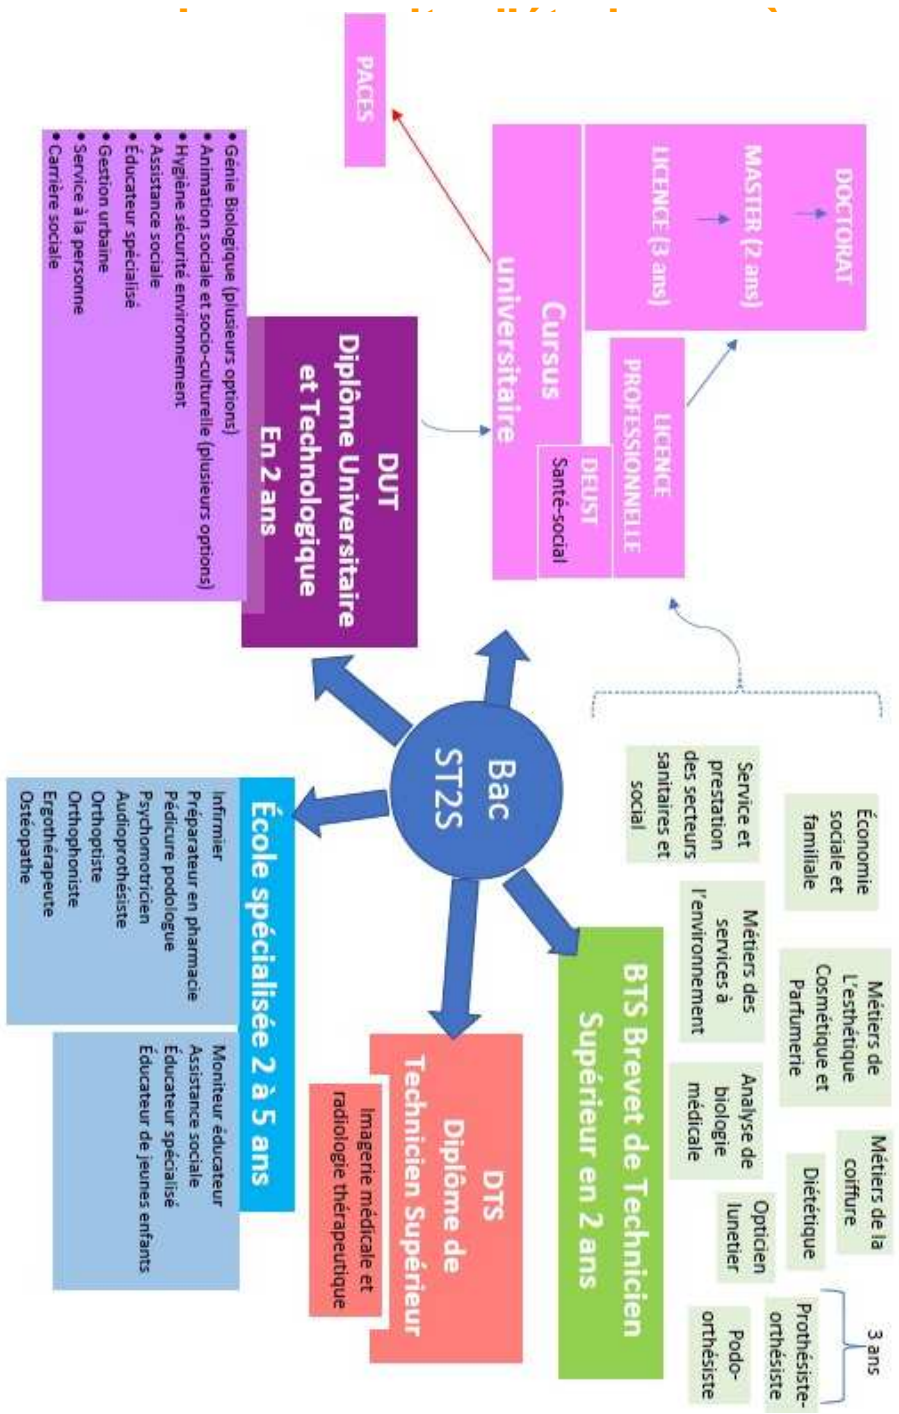 DOCTORAT
MASTER (2 ans)
LICENCE (3 ans)
LICENCE
PROFESSIONNELLE
DEUST
Santé-social
Cursus
universitaire
PACES
DUT
Diplôme Universitaire
et Technologique
En 2 ans
• Génie Biologique (plusieurs options)
• Animation sociale et socio-culturelle (plusieurs options)
• Hygiène sécurité environnement
• Assistance sociale
• Éducateur spécialisé
• Gestion urbaine
• Service à la personne
• Carrière sociale
Bac
ST2S
Économie
sociale et
familiale
Métiers de
L'esthétique
Cosmétique et
Parfumerie
Métiers de la
coiffure
3 ans
Service et
prestation
des secteurs
sanitaires et
social
Métiers des
services à
l'environnement
Analyse de
biologie
médicale
Diététique
Opticien
lunetier
Prothésiste-
orthésiste
Podo-
orthésiste
BTS Brevet de Technicien
Supérieur en 2 ans
DTS
Diplôme de
Technicien Supérieur
Imagerie médicale et
radiologie thérapeutique
École spécialisée 2 à 5 ans
Infirmier
Préparateur en pharmacie
Pédicure podologue
Psychomotricien
Audioprothésiste
Orthoptiste
Orthophoniste
Ergothérapeute
Ostéopathe
Moniteur éducateur
Assistance sociale
Éducateur spécialisé
Éducateur de jeunes enfants